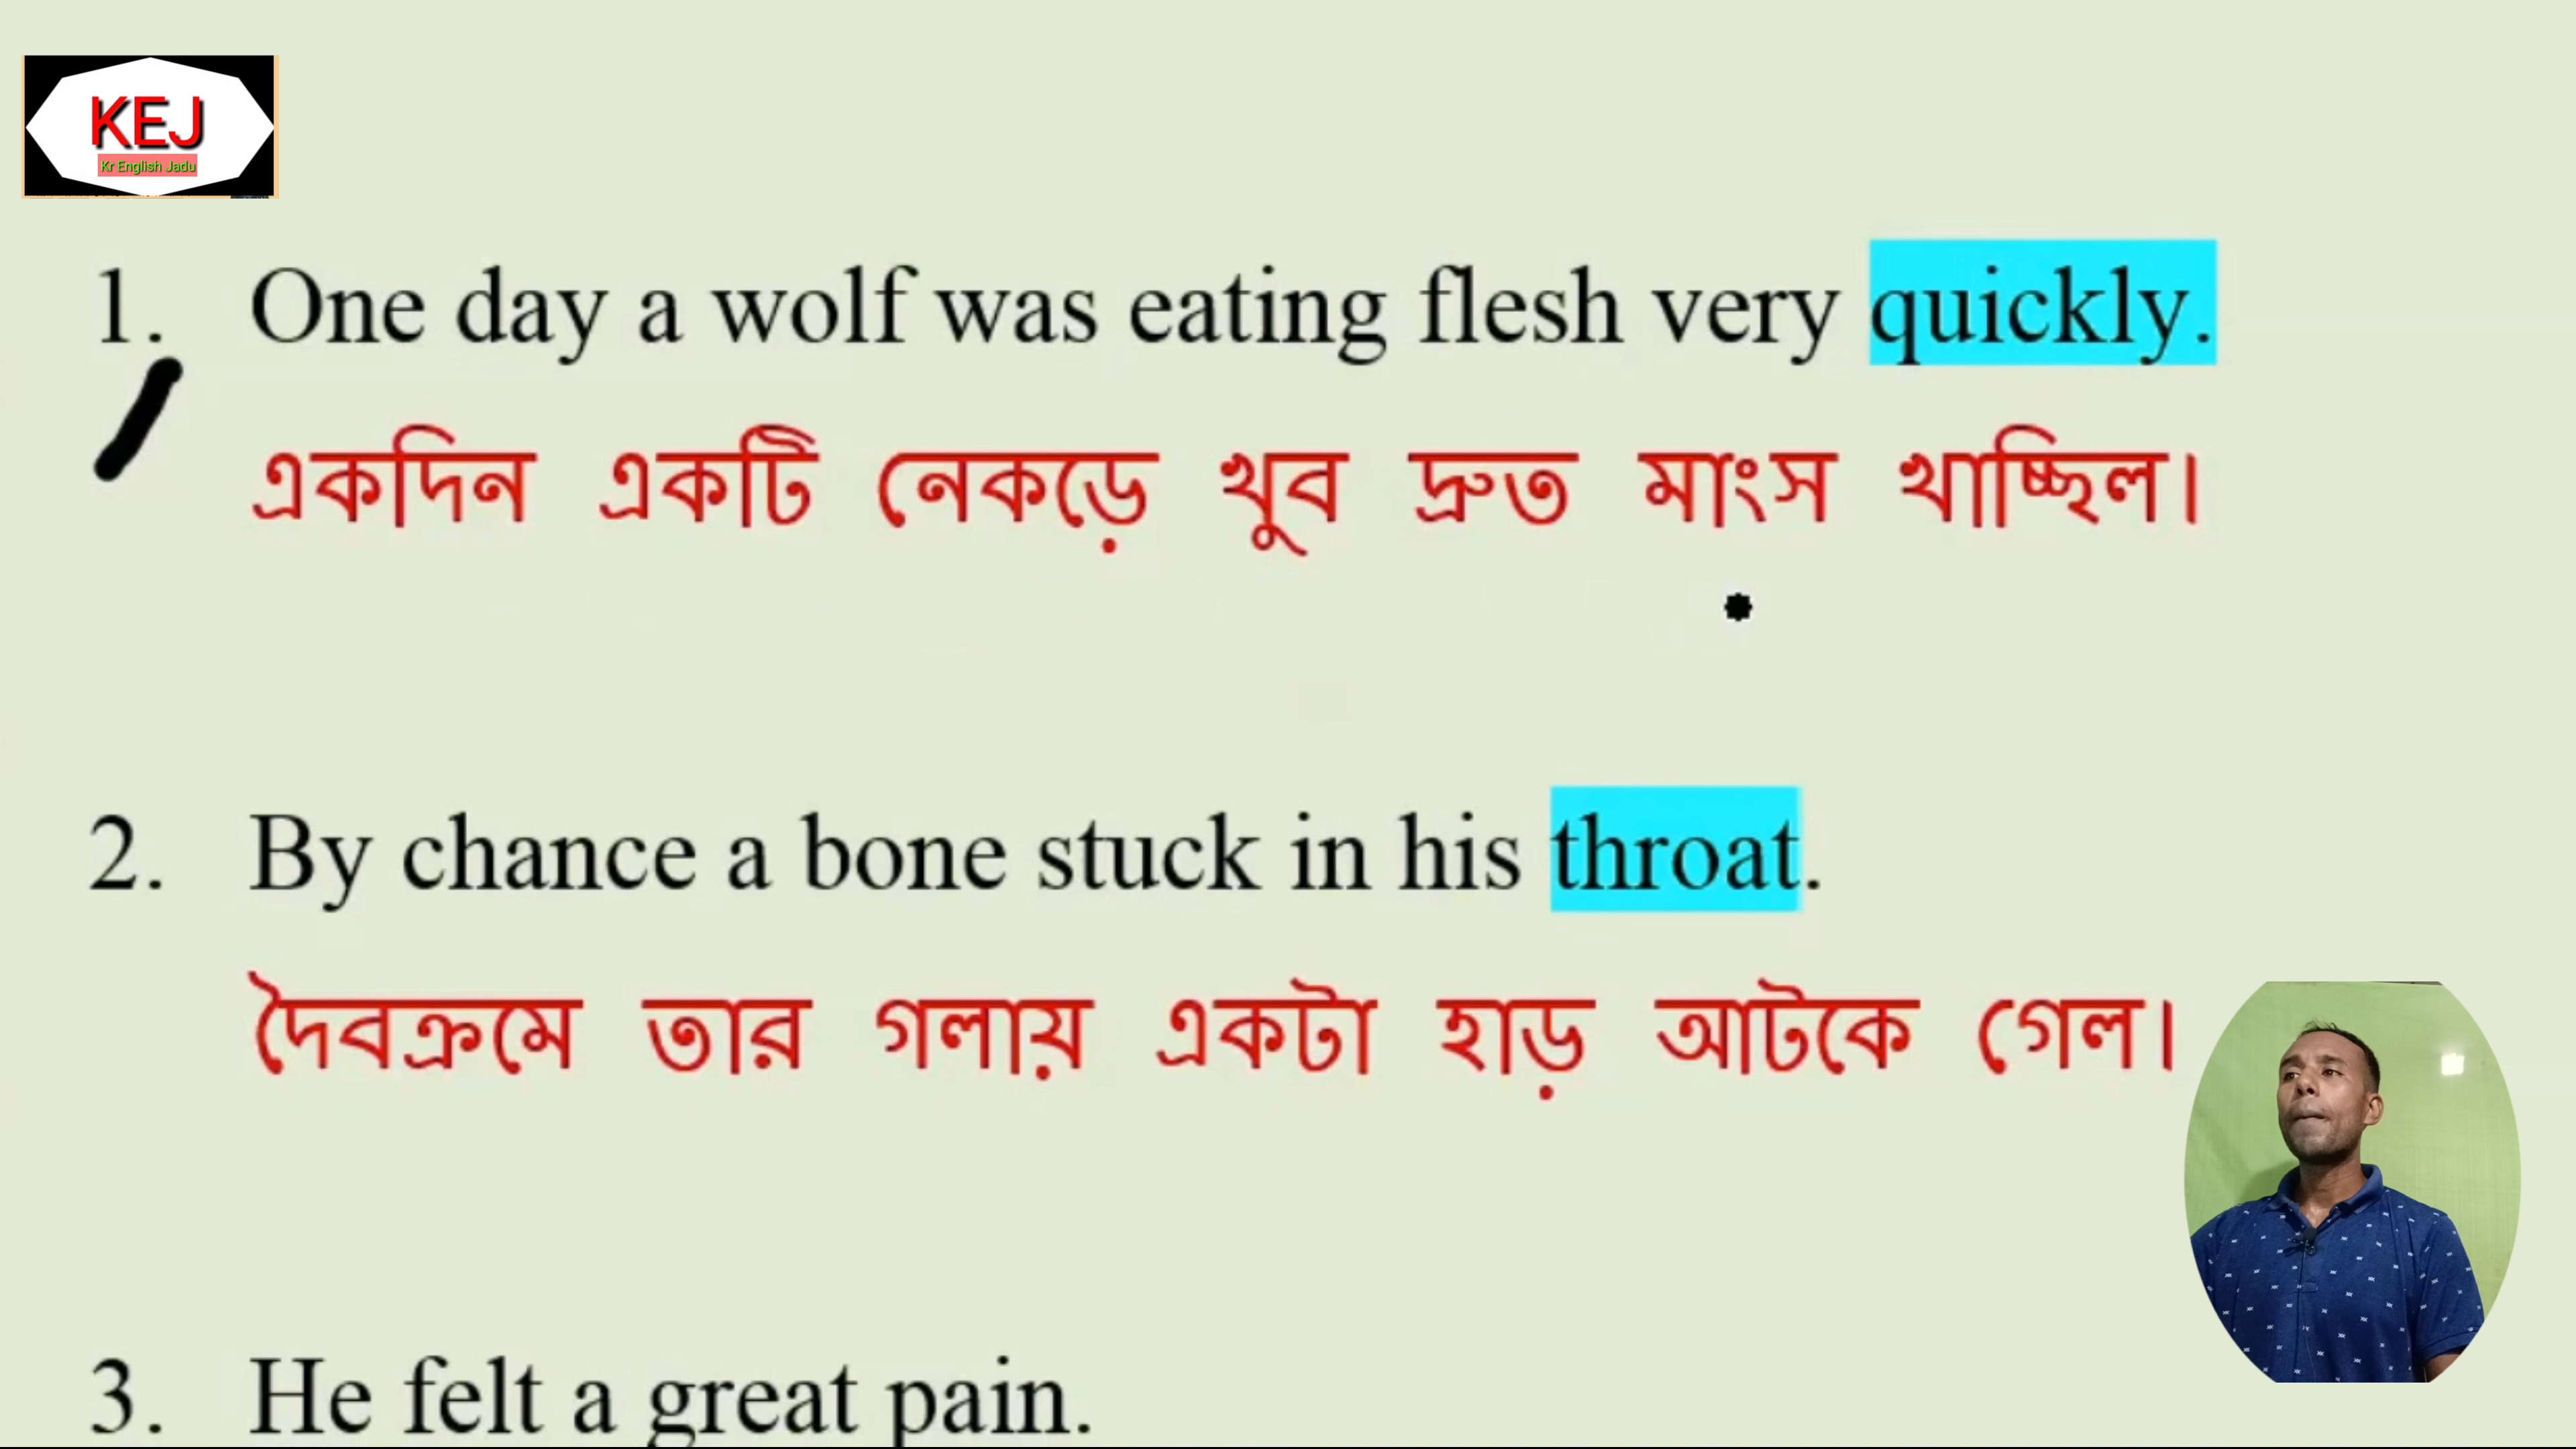 KEJ
Kr English Jadu
1. One day a wolf was eating flesh very quickly.
একদিন একটি নেকড়ে খুব দ্রুত মাংস খাচ্ছিল।
2. By chance a bone stuck in his throat.
দৈবক্রমে তার গলায় একটা হাড় আটকে গেল।
3. He felt a great pain.